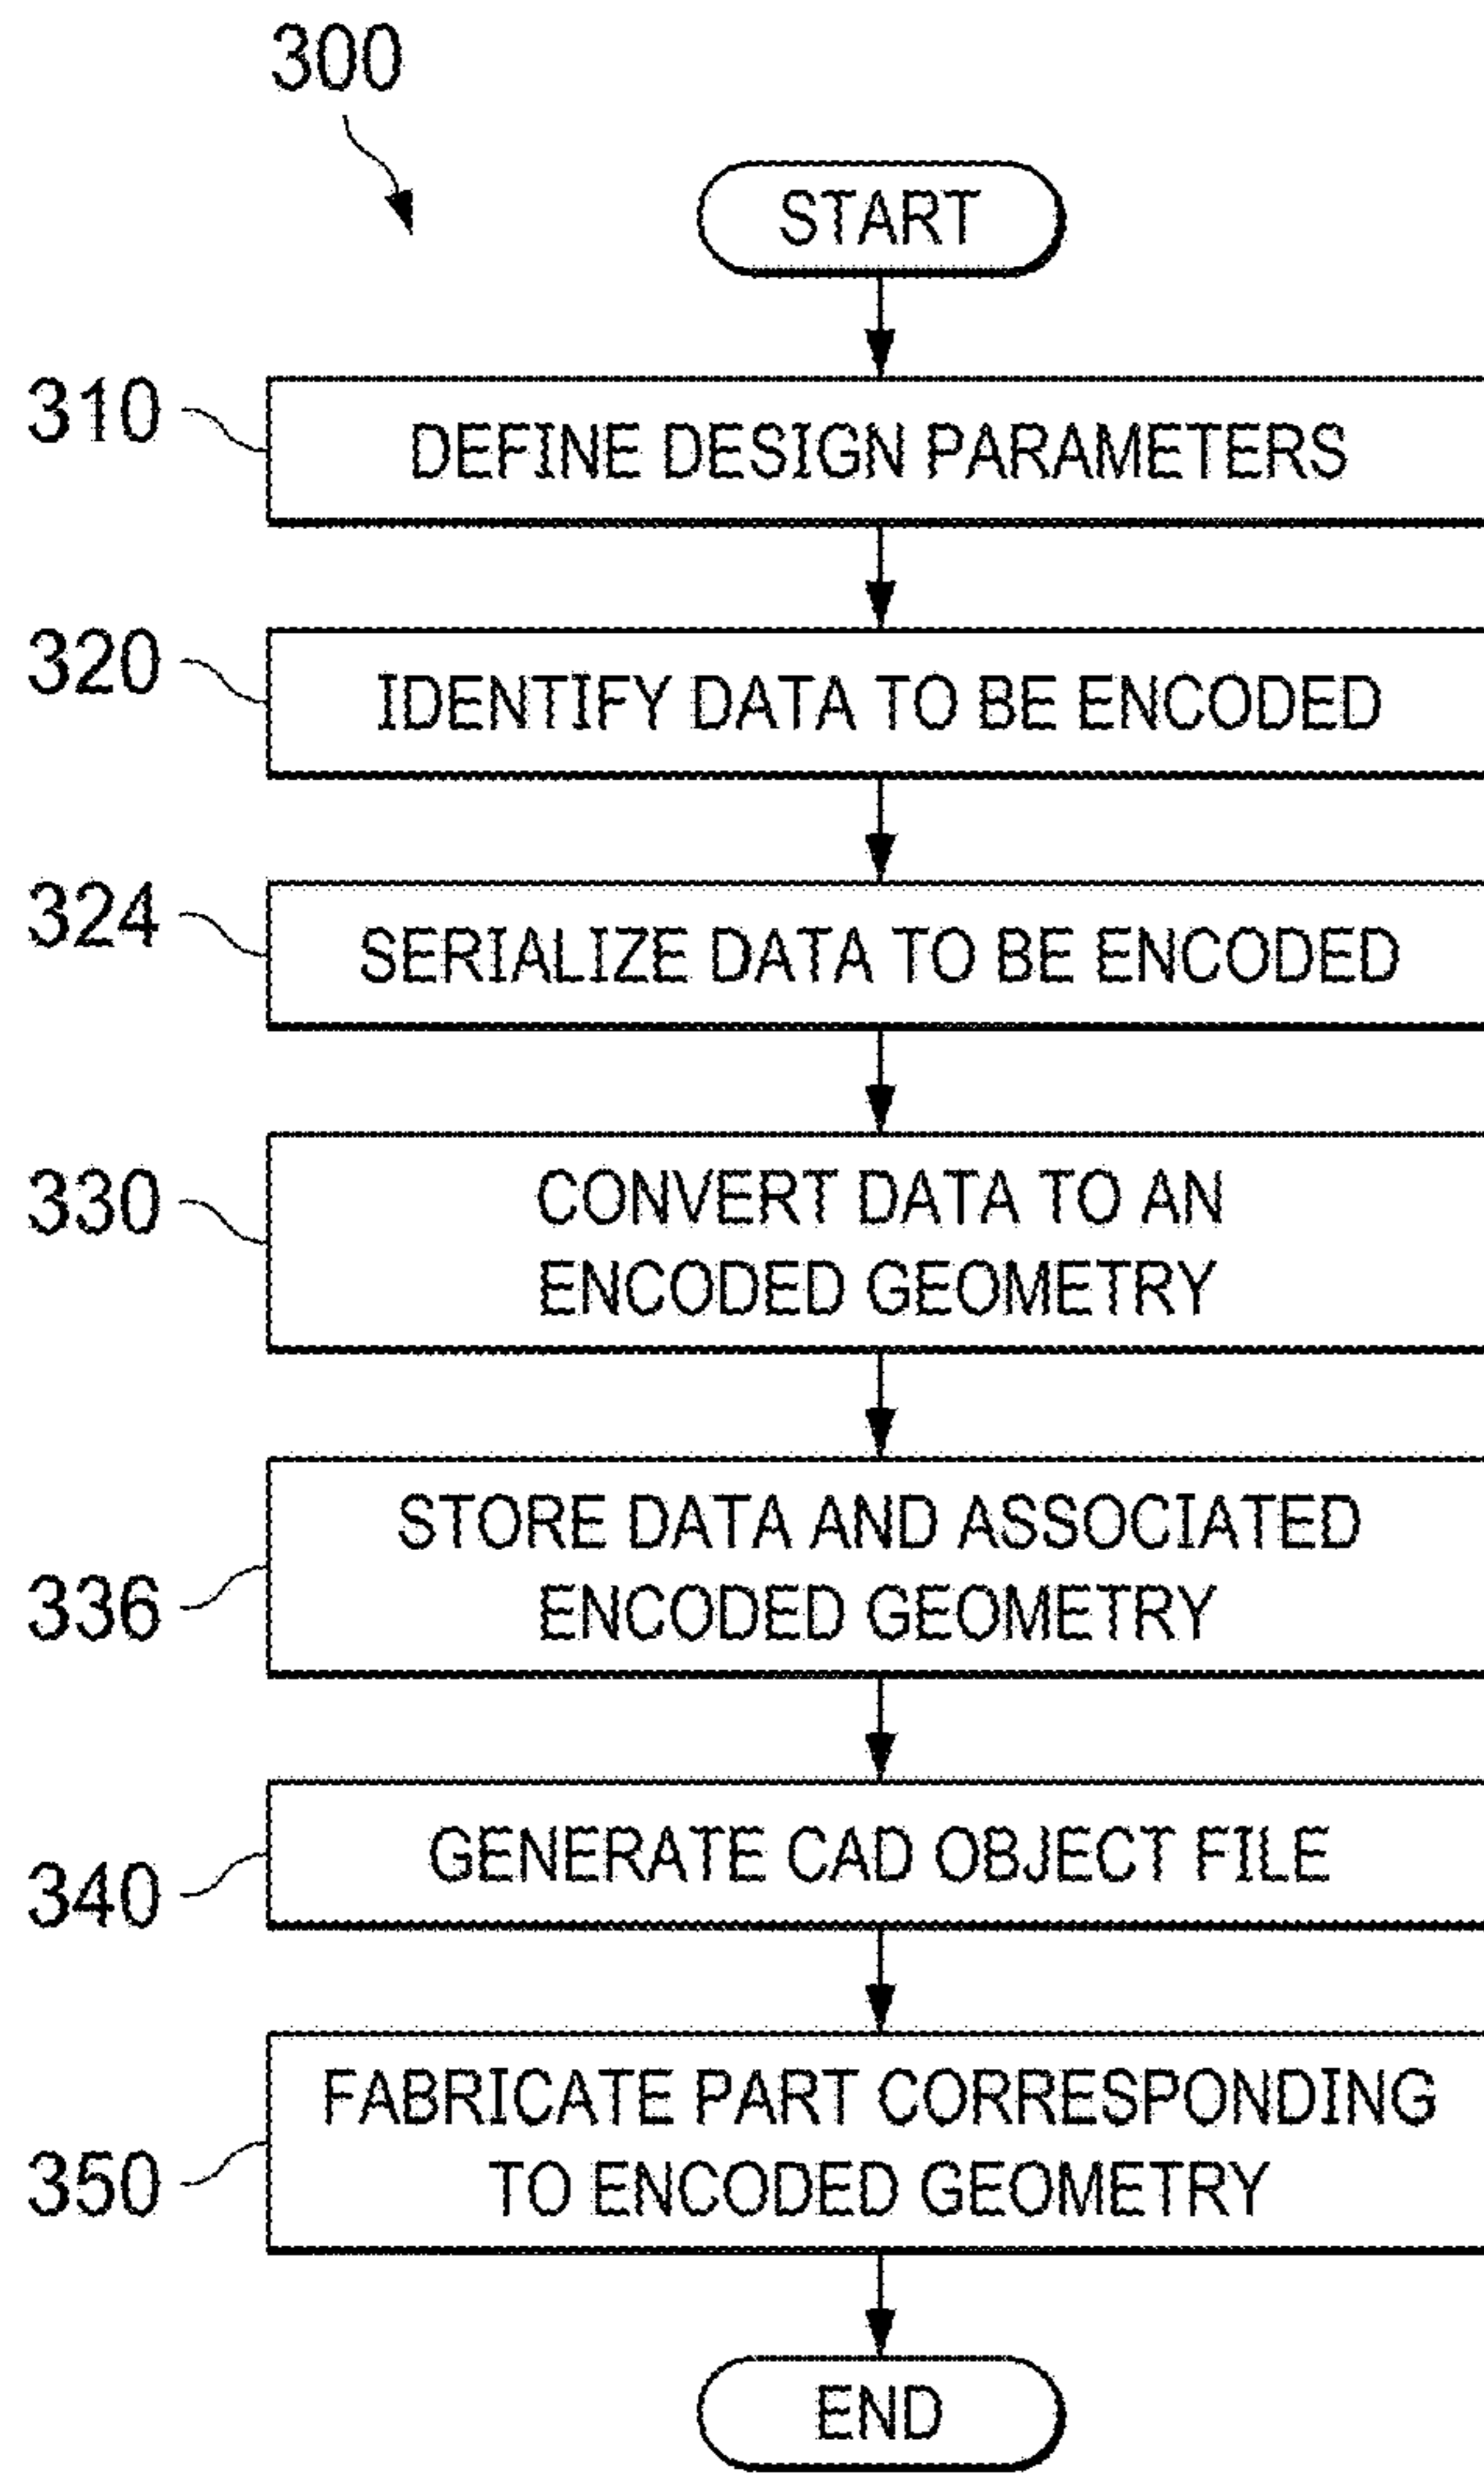 300
START
310
DEFINE DESIGN PARAMETERS
320
IDENTIFY DATA TO BE ENCODED
324
SERIALIZE DATA TO BE ENCODED
330
CONVERT DATA TO AN
ENCODED GEOMETRY
336
STORE DATA AND ASSOCIATED
ENCODED GEOMETRY
340
GENERATE CAD OBJECT FILE
350
FABRICATE PART CORRESPONDING
TO ENCODED GEOMETRY
END